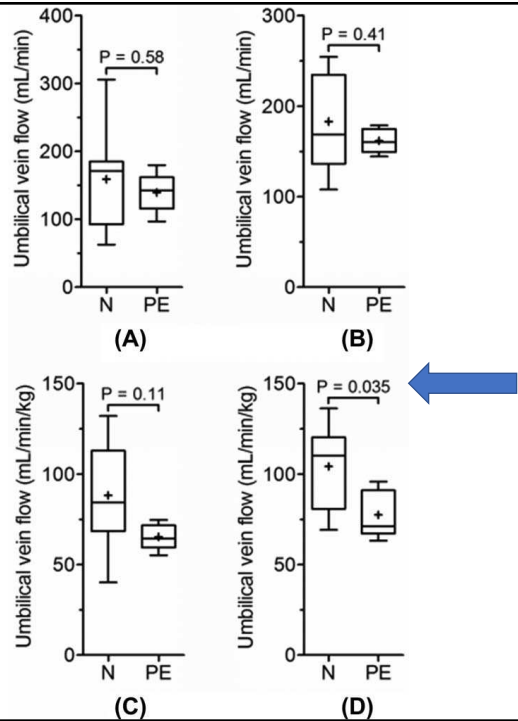 Umbilical vein flow (mL/min)
400
300
200
100
0
P = 0.58
N PE
(A)
Umbilical vein flow (mL/min)
300
200
100
0
P = 0.41
N PE
(B)
Umbilical vein flow (mL/min/kg)
150
100
50
0
P = 0.11
N PE
(C)
Umbilical vein flow (mL/min/kg)
150
100
50
0
P = 0.035
N PE
(D)